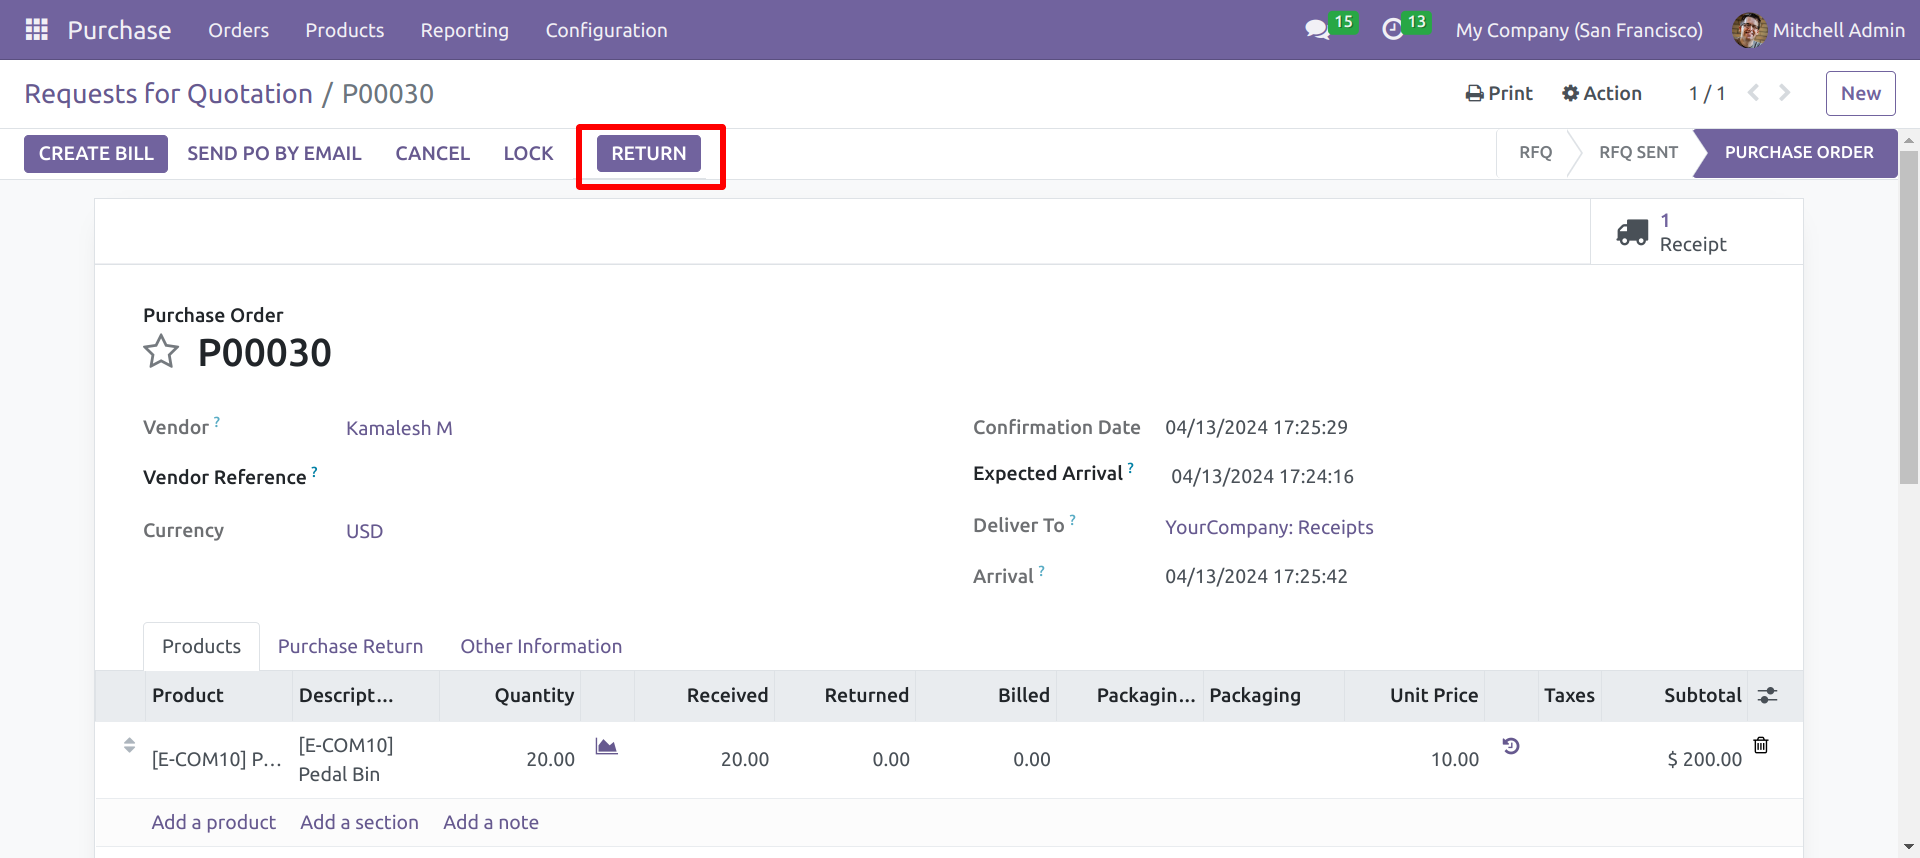 Purchase Orders Products Reporting Configuration 15 13 My Company (San Francisco) Mitchell Admin
Requests for Quotation / P00030 Print Action 1 / 1 New
CREATE BILL SEND PO BY EMAIL CANCEL LOCK RETURN RFQ RFQ SENT PURCHASE ORDER
1
Receipt
Purchase Order
P00030
Vendor ? Kamalesh M Confirmation Date 04/13/2024 17:25:29
Vendor Reference ? Expected Arrival ? 04/13/2024 17:24:16
Currency USD Deliver To ? YourCompany: Receipts
Arrival ? 04/13/2024 17:25:42
Products Purchase Return Other Information
Product Descript... Quantity Received Returned Billed Packagin... Packaging Unit Price Taxes Subtotal
[E-COM10] P... [E-COM10] 20.00 20.00 0.00 0.00 10.00 $ 200.00
Pedal Bin
Add a product Add a section Add a note